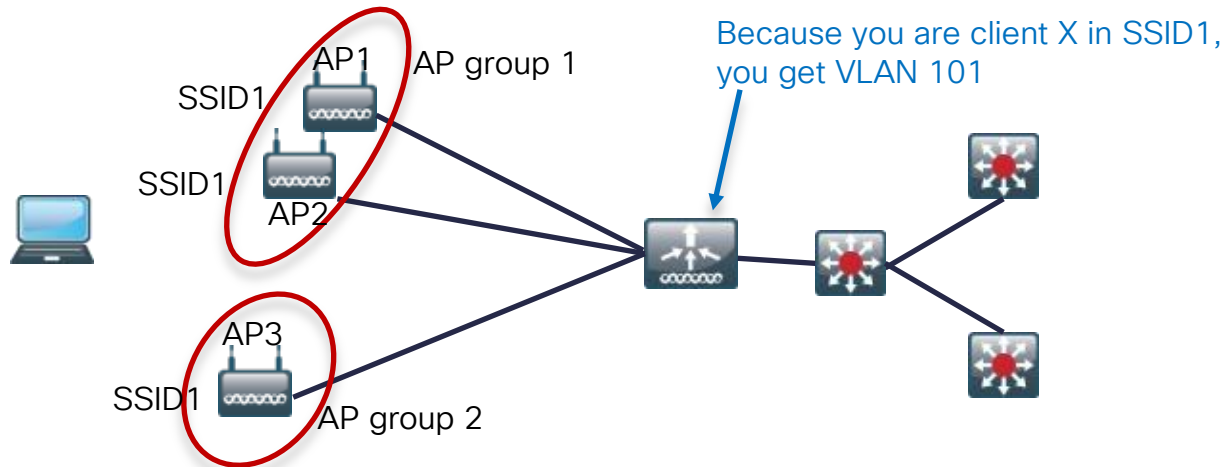 Because you are client X in SSID1,
you get VLAN 101
AP1
AP group 1
SSID1
SSID1
AP2
AP3
SSID1
AP group 2